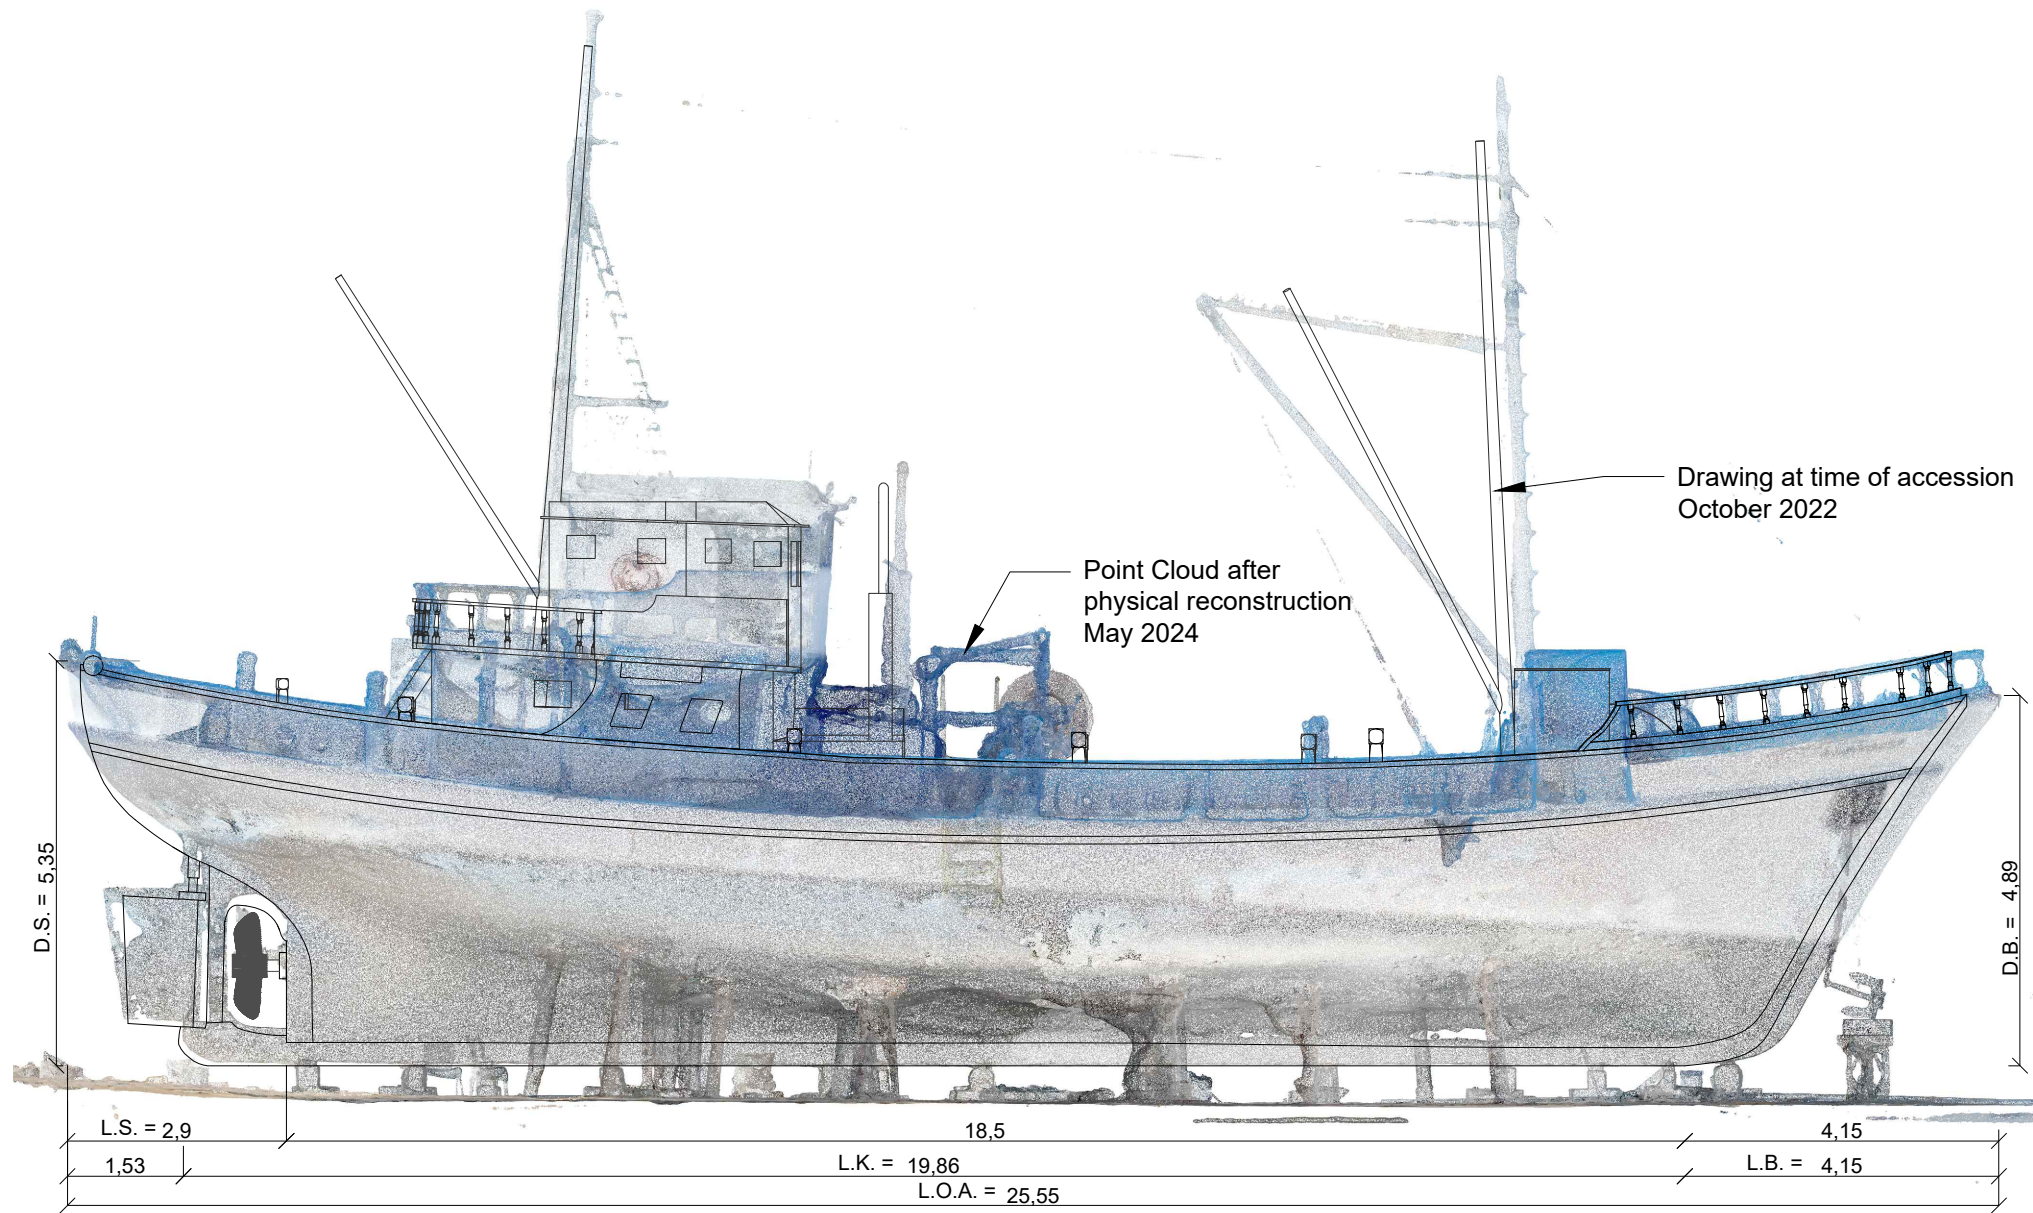 Drawing at time of accession
October 2022
Point Cloud after
physical reconstruction
May 2024
D.S. = 5,35
D.B. = 4,89
L.S. = 2,9
18,5
4,15
1,53
L.K. = 19,86
L.B. = 4,15
L.O.A. = 25,55